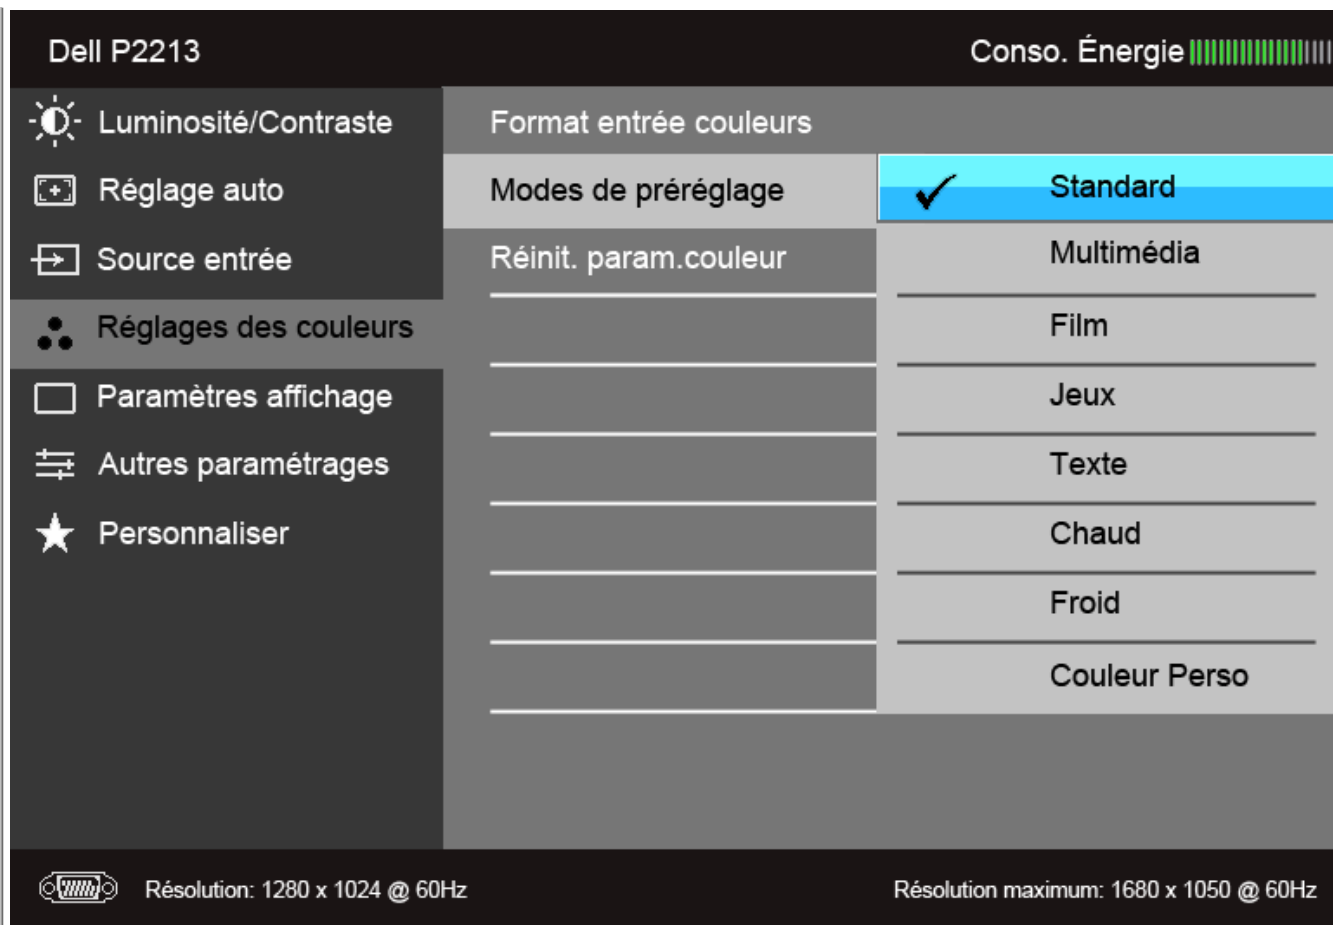 Dell P2213 Conso. Énergie
Luminosité/Contraste Format entrée couleurs
Réglage auto Modes de préréglage Standard
Source entrée Réinit. param.couleur Multimédia
Réglages des couleurs Film
Paramètres affichage Jeux
Autres paramétrages Texte
Personnaliser Chaud
Froid
Couleur Perso
Résolution: 1280 x 1024 @ 60Hz Résolution maximum: 1680 x 1050 @ 60Hz